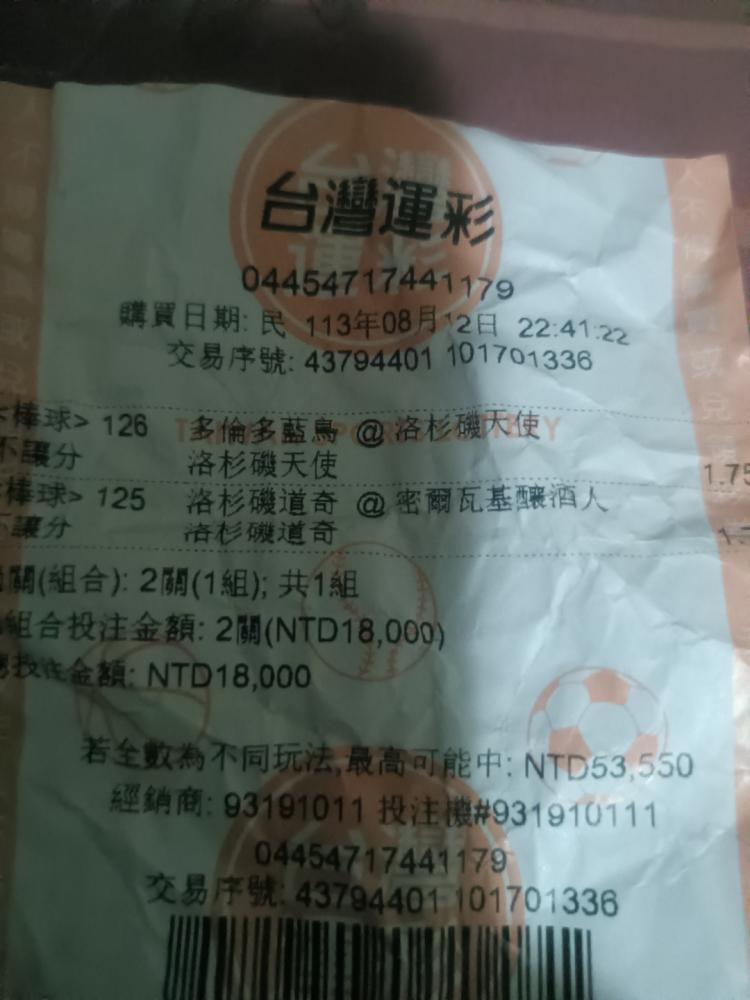 台灣運彩
04454717441179
購買日期: 民 113年08月12日 22:41:22
交易序號: 43794401 101701336
棒球> 126 多倫多藍鳥 @ 洛杉磯天使
不讓分 洛杉磯天使 1.75
棒球> 125 洛杉磯道奇 @ 密爾瓦基釀酒人
不讓分 洛杉磯道奇
過關(組合): 2關(1組); 共1組
組合投注金額: 2關(NTD18,000)
總投注金額: NTD18,000
若全數為不同玩法,最高可能中: NTD53,550
經銷商: 93191011 投注機#931910111
04454717441179
交易序號: 43794401 101701336